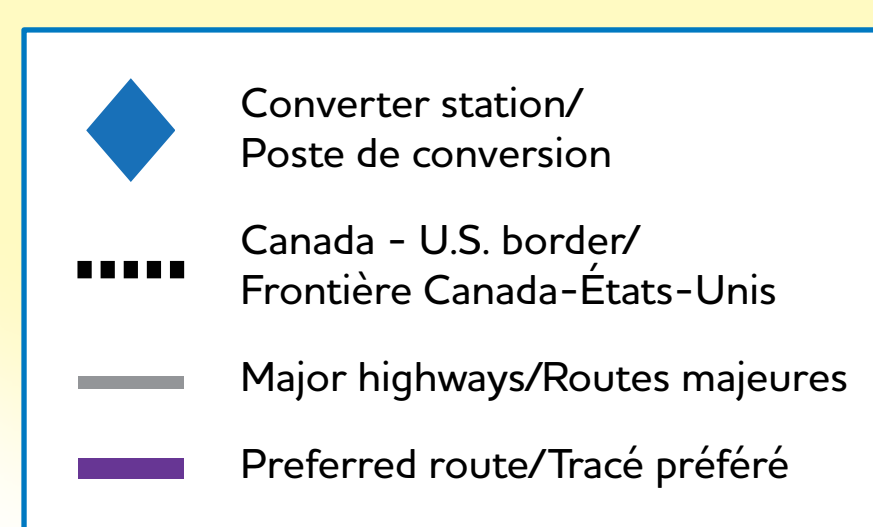 Converter station/
Poste de conversion
Canada - U.S. border/
Frontière Canada-États-Unis
Major highways/Routes majeures
Preferred route/Tracé préféré